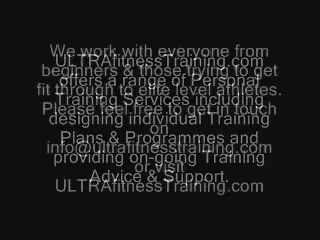 We work with everyone from
beginners & those trying to get
fit through to elite level athletes.
Please feel free to get in touch
on
info@ultrafitnesstraining.com
or visit
ULTRAfitnessTraining.com
ULTRAfitnessTraining.com
offers a range of Personal
Training Services including
designing individual Training
Plans & Programmes and
providing on-going Training
Advice & Support.